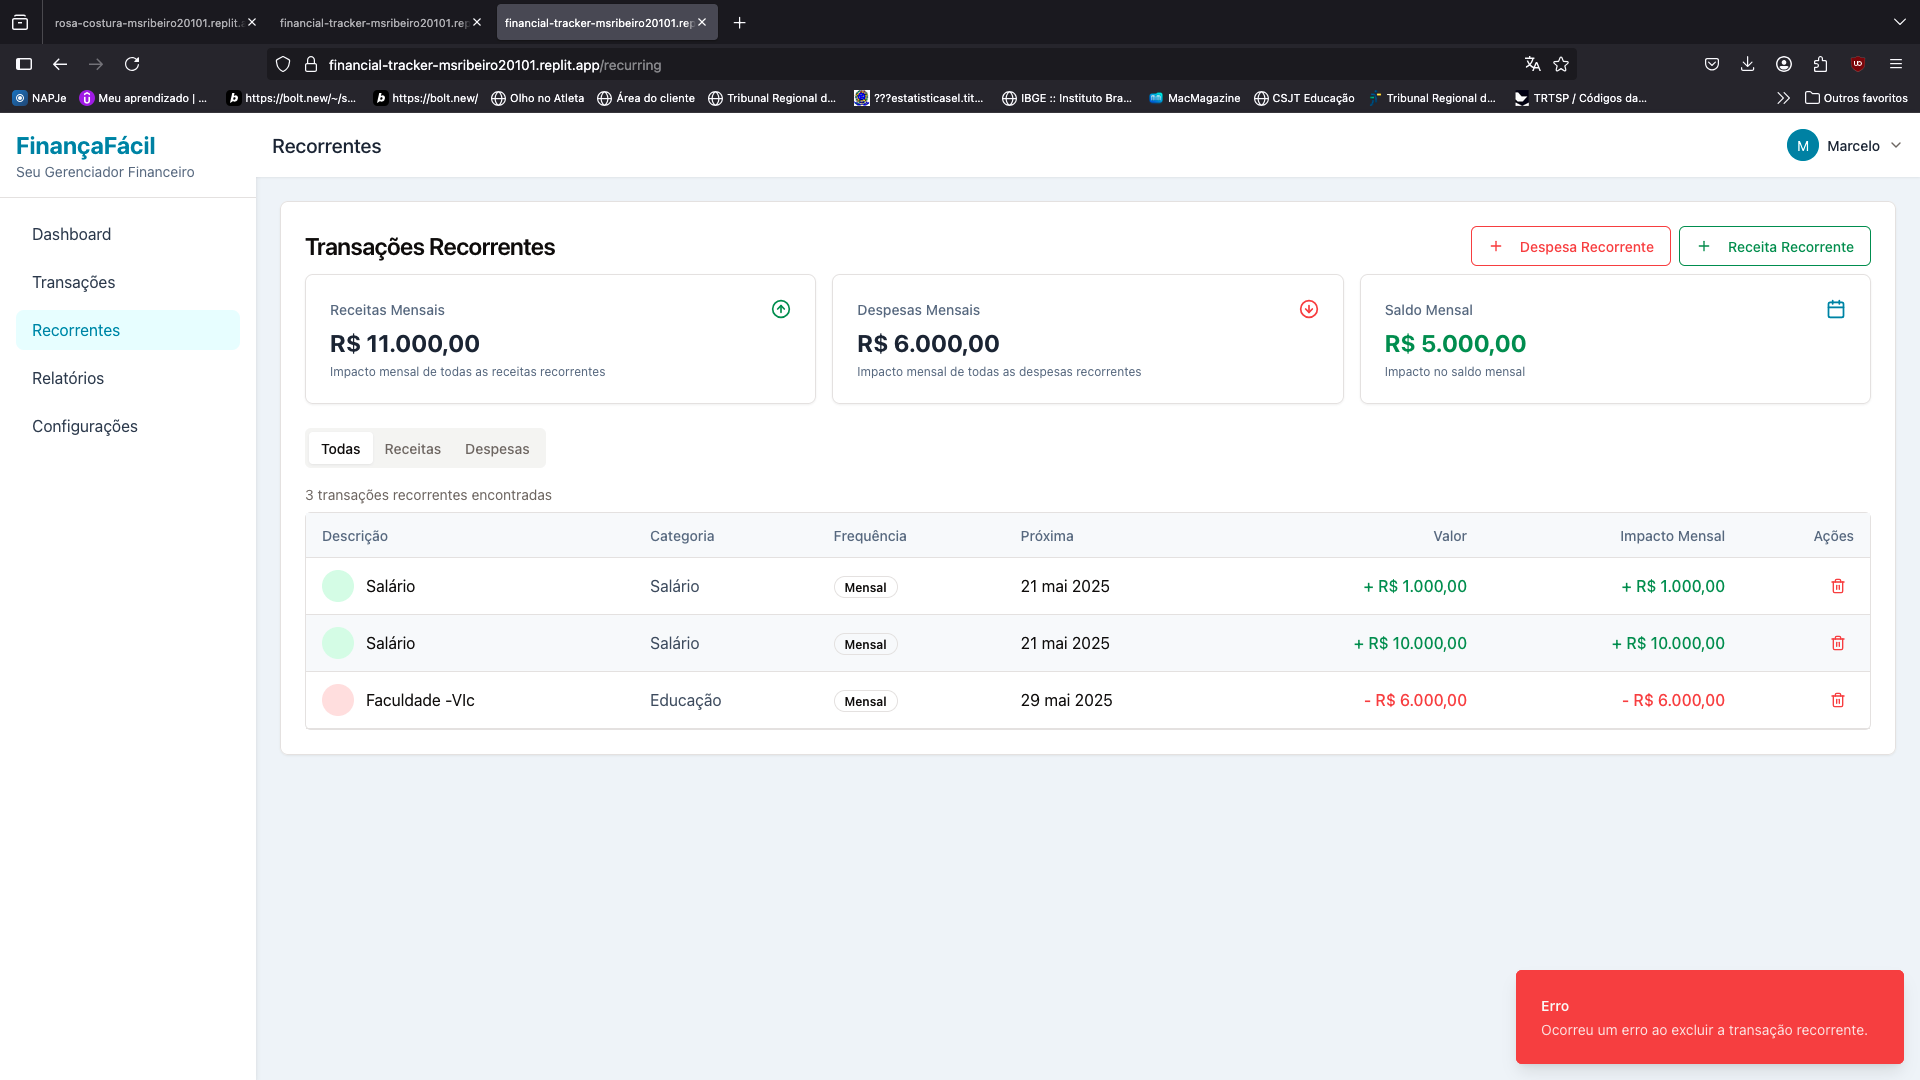 rosa-costura-msribeiro20101.replit.
financial-tracker-msribeiro20101.rep
financial-tracker-msribeiro20101.rep
financial-tracker-msribeiro20101.replit.app/recurring
NAPJe
Meu aprendizado | ...
https://bolt.new/~/s...
https://bolt.new/
Olho no Atleta
Área do cliente
Tribunal Regional d...
???estatisticasel.tit...
IBGE :: Instituto Bra...
MacMagazine
CSJT Educação
Tribunal Regional d...
TRTSP / Códigos da...
Outros favoritos
FinançaFácil
Seu Gerenciador Financeiro
Recorrentes
M Marcelo
Dashboard
Transações
Recorrentes
Relatórios
Configurações
Transações Recorrentes
+ Despesa Recorrente
+ Receita Recorrente
Receitas Mensais
R$ 11.000,00
Impacto mensal de todas as receitas recorrentes
Despesas Mensais
R$ 6.000,00
Impacto mensal de todas as despesas recorrentes
Saldo Mensal
R$ 5.000,00
Impacto no saldo mensal
Todas Receitas Despesas
3 transações recorrentes encontradas
Descrição Categoria Frequência Próxima Valor Impacto Mensal Ações
Salário Salário Mensal 21 mai 2025 + R$ 1.000,00 + R$ 1.000,00
Salário Salário Mensal 21 mai 2025 + R$ 10.000,00 + R$ 10.000,00
Faculdade -VIc Educação Mensal 29 mai 2025 - R$ 6.000,00 - R$ 6.000,00
Erro
Ocorreu um erro ao excluir a transação recorrente.